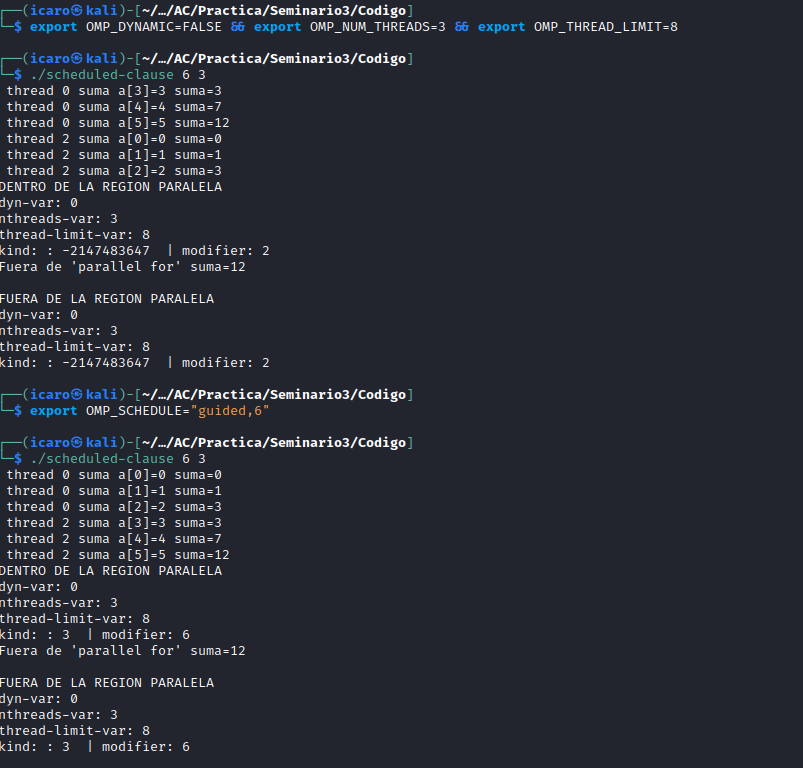 ┌──(icaro㉿kali)-[~/…/AC/Practica/Seminario3/Codigo]
└─$ export OMP_DYNAMIC=FALSE && export OMP_NUM_THREADS=3 && export OMP_THREAD_LIMIT=8
┌──(icaro㉿kali)-[~/…/AC/Practica/Seminario3/Codigo]
└─$ ./scheduled-clause 6 3
thread 0 suma a[3]=3 suma=3
thread 0 suma a[4]=4 suma=7
thread 0 suma a[5]=5 suma=12
thread 2 suma a[0]=0 suma=0
thread 2 suma a[1]=1 suma=1
thread 2 suma a[2]=2 suma=3
DENTRO DE LA REGION PARALELA
dyn-var: 0
nthreads-var: 3
thread-limit-var: 8
kind: : -2147483647  | modifier: 2
Fuera de 'parallel for' suma=12
FUERA DE LA REGION PARALELA
dyn-var: 0
nthreads-var: 3
thread-limit-var: 8
kind: : -2147483647  | modifier: 2
┌──(icaro㉿kali)-[~/…/AC/Practica/Seminario3/Codigo]
└─$ export OMP_SCHEDULE="guided,6"
┌──(icaro㉿kali)-[~/…/AC/Practica/Seminario3/Codigo]
└─$ ./scheduled-clause 6 3
thread 0 suma a[0]=0 suma=0
thread 0 suma a[1]=1 suma=1
thread 0 suma a[2]=2 suma=3
thread 2 suma a[3]=3 suma=3
thread 2 suma a[4]=4 suma=7
thread 2 suma a[5]=5 suma=12
DENTRO DE LA REGION PARALELA
dyn-var: 0
nthreads-var: 3
thread-limit-var: 8
kind: : 3  | modifier: 6
Fuera de 'parallel for' suma=12
FUERA DE LA REGION PARALELA
dyn-var: 0
nthreads-var: 3
thread-limit-var: 8
kind: : 3  | modifier: 6